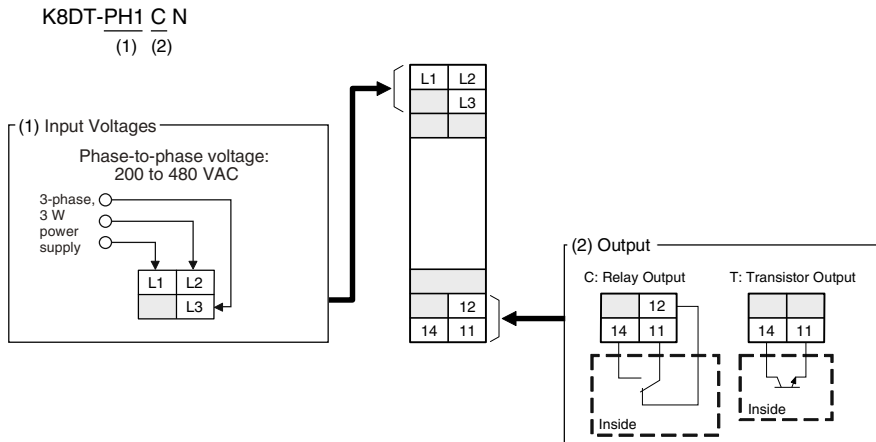 K8DT-PH1 C N
(1) (2)
L1 L2
L3
(1) Input Voltages
Phase-to-phase voltage:
200 to 480 VAC
3-phase,
3 W
power
supply
L1 L2
L3
12
14 11
(2) Output
C: Relay Output
T: Transistor Output
12
14 11
14 11
Inside
Inside